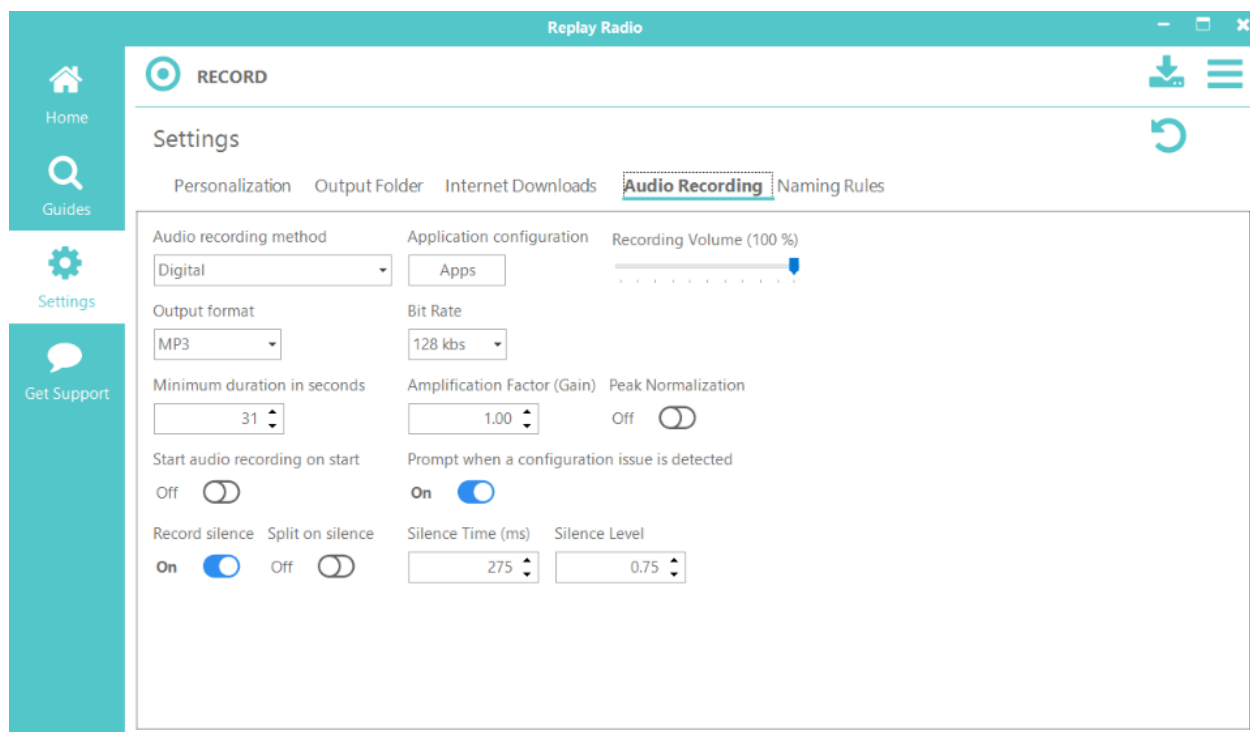 Replay Radio
RECORD
Home
Guides
Settings
Get Support
Settings
Personalization Output Folder Internet Downloads Audio Recording Naming Rules
Audio recording method Application configuration Recording Volume (100 %)
Digital Apps
Output format Bit Rate
MP3 128 kbs
Minimum duration in seconds Amplification Factor (Gain) Peak Normalization
31 1.00 Off
Start audio recording on start Prompt when a configuration issue is detected
Off On
Record silence Split on silence Silence Time (ms) Silence Level
On Off 275 0.75